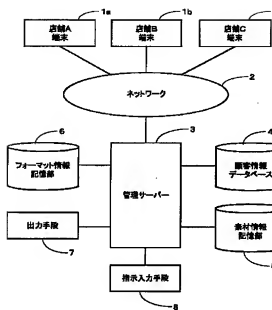 1a
1b
店舗A
端末
店舗B
端末
店舗C
端末
2
ネットワーク
6
3
4
フォーマット情報
記憶部
管理サーバー
顧客情報
データベース
出力手段
素材情報
記憶部
7
指示入力手段
8